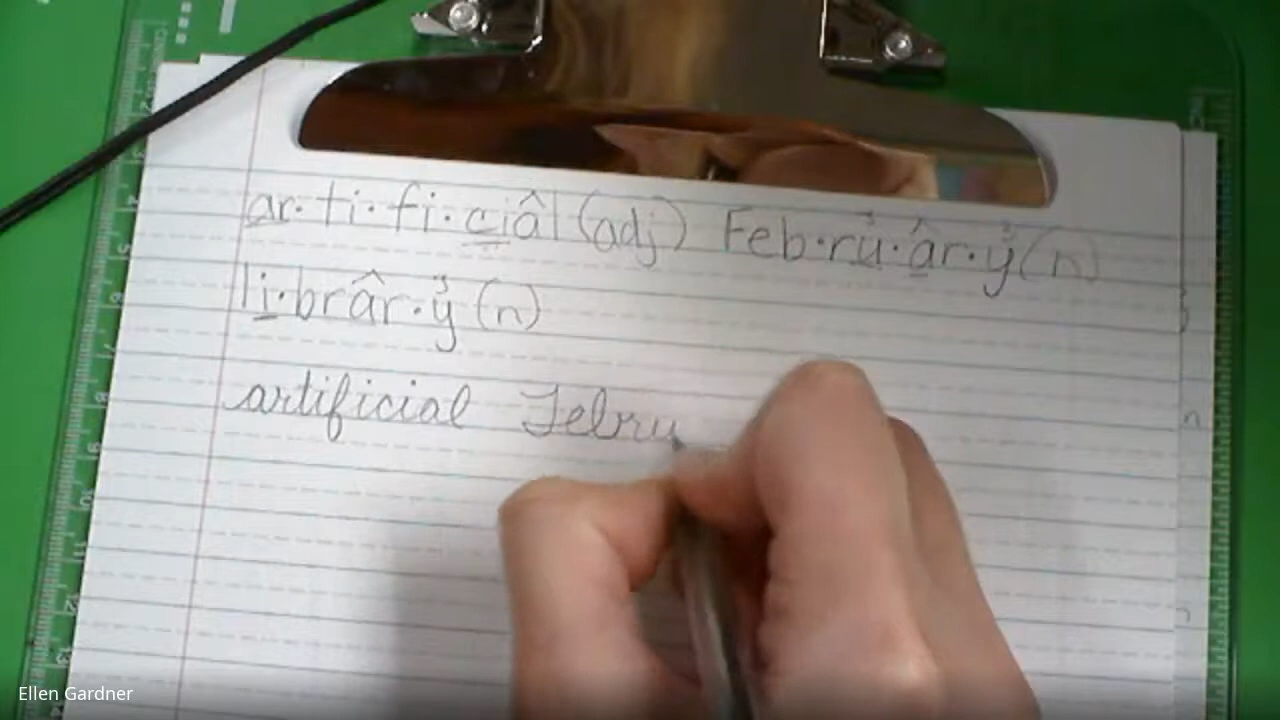 ar·ti·fi·ciâl (adj) Feb·ru·âr·y (n)
li·brâr·y (n)
artificial Febru
Ellen Gardner